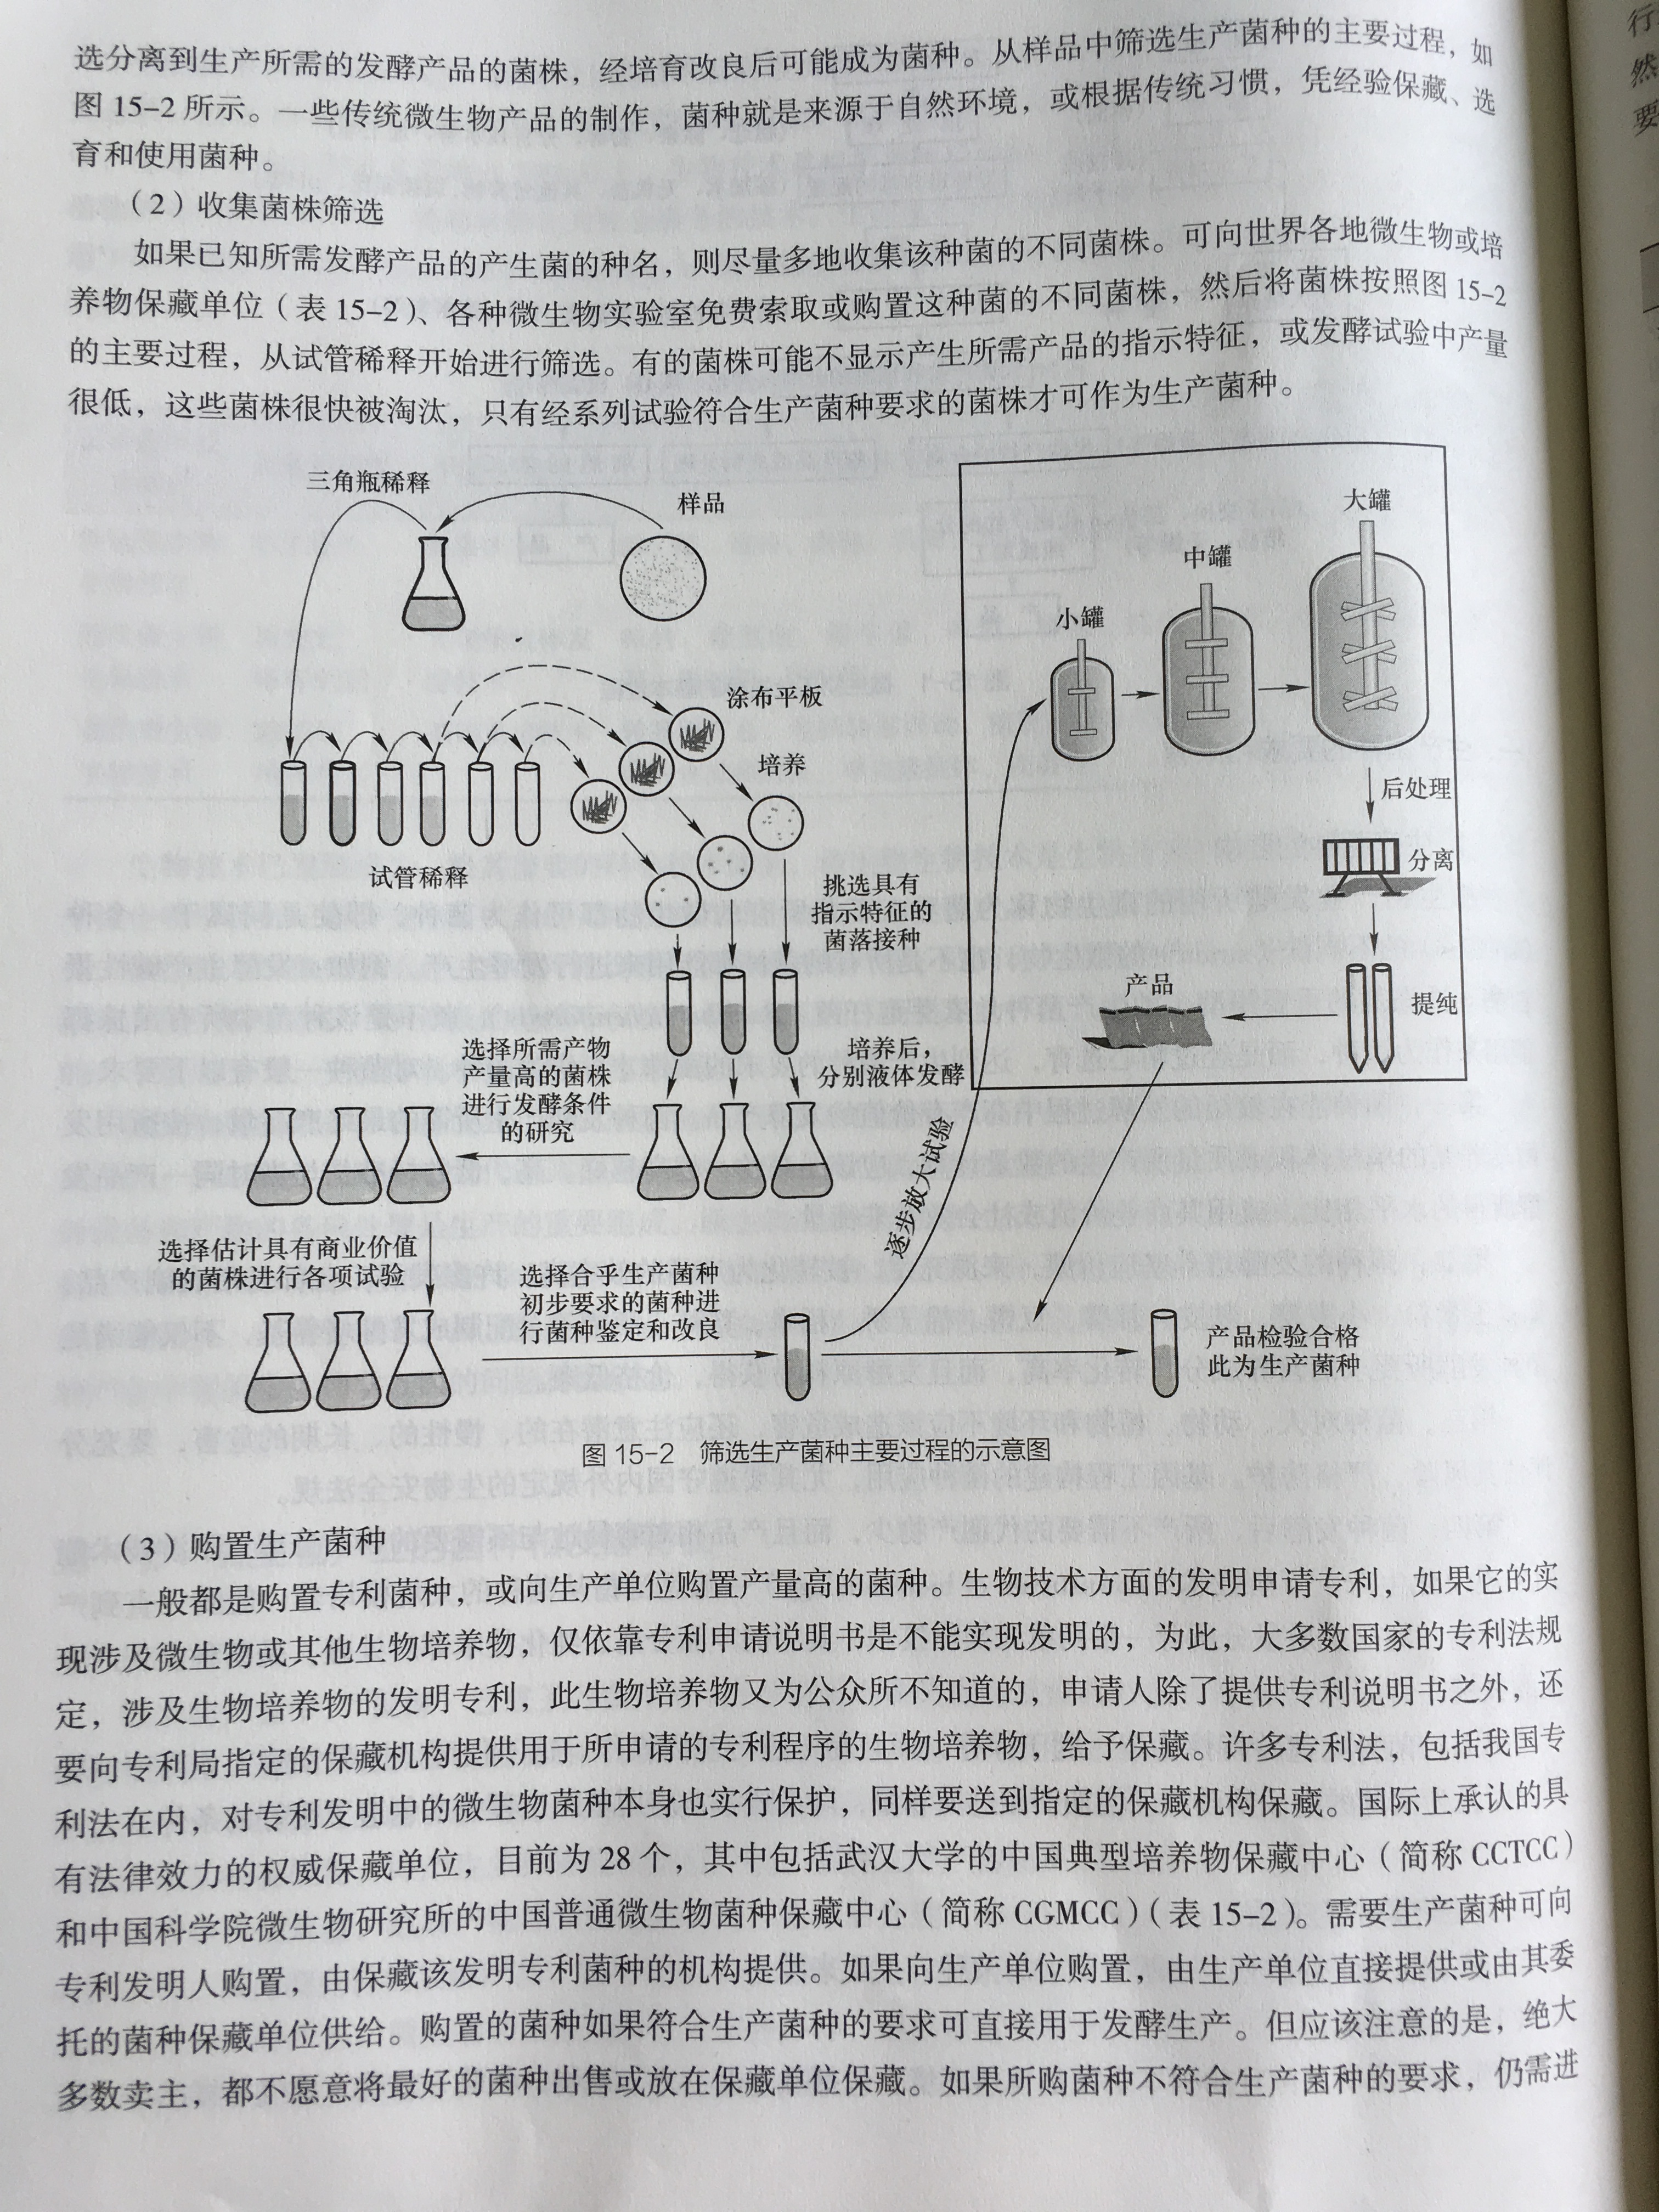 选分离到生产所需的发酵产品的菌株，经培育改良后可能成为菌种。从样品中筛选生产菌种的主要过程，如
图 15-2 所示。一些传统微生物产品的制作，菌种就是来源于自然环境，或根据传统习惯，凭经验保藏、选
育和使用菌种。
（2）收集菌株筛选
如果已知所需发酵产品的产生菌的种名，则尽量多地收集该种菌的不同菌株。可向世界各地微生物或培
养物保藏单位（表 15-2）、各种微生物实验室免费索取或购置这种菌的不同菌株，然后将菌株按照图 15-2
的主要过程，从试管稀释开始进行筛选。有的菌株可能不显示产生所需产品的指示特征，或发酵试验中产量
很低，这些菌株很快被淘汰，只有经系列试验符合生产菌种要求的菌株才可作为生产菌种。
三角瓶稀释
样品
涂布平板
培养
试管稀释
挑选具有
指示特征的
菌落接种
培养后，
分别液体发酵
选择所需产物
产量高的菌株
进行发酵条件
的研究
选择估计具有商业价值
的菌株进行各项试验
选择合乎生产菌种
初步要求的菌种进
行菌种鉴定和改良
逐步放大试验
小罐
中罐
大罐
后处理
分离
提纯
产品
产品检验合格
此为生产菌种
图 15-2 筛选生产菌种主要过程的示意图
（3）购置生产菌种
一般都是购置专利菌种，或向生产单位购置产量高的菌种。生物技术方面的发明申请专利，如果它的实
现涉及微生物或其他生物培养物，仅依靠专利申请说明书是不能实现发明的，为此，大多数国家的专利法规
定，涉及生物培养物的发明专利，此生物培养物又为公众所不知道的，申请人除了提供专利说明书之外，还
要向专利局指定的保藏机构提供用于所申请的专利程序的生物培养物，给予保藏。许多专利法，包括我国专
利法在内，对专利发明中的微生物菌种本身也实行保护，同样要送到指定的保藏机构保藏。国际上承认的具
有法律效力的权威保藏单位，目前为 28 个，其中包括武汉大学的中国典型培养物保藏中心（简称 CCTCC）
和中国科学院微生物研究所的中国普通微生物菌种保藏中心（简称 CGMCC）（表 15-2）。需要生产菌种可向
专利发明人购置，由保藏该发明专利菌种的机构提供。如果向生产单位购置，由生产单位直接提供或由其委
托的菌种保藏单位供给。购置的菌种如果符合生产菌种的要求可直接用于发酵生产。但应该注意的是，绝大
多数卖主，都不愿意将最好的菌种出售或放在保藏单位保藏。如果所购菌种不符合生产菌种的要求，仍需进
行
然
要